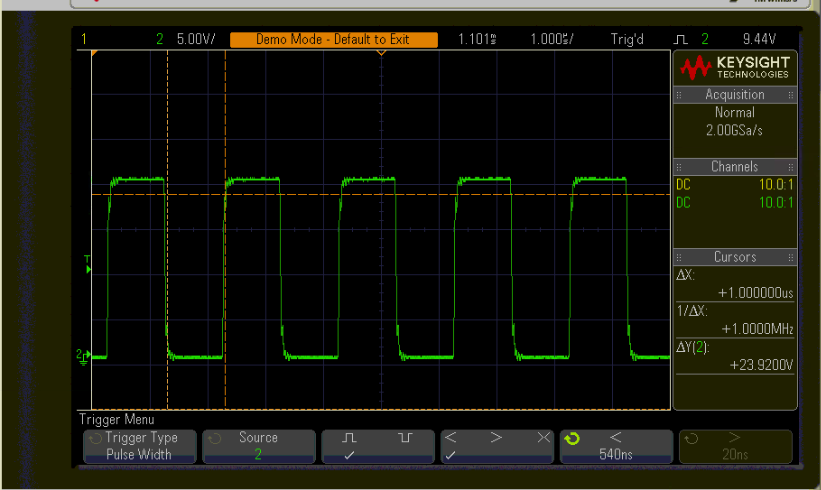 1 2 5.00V/ Demo Mode - Default to Exit 1.101s 1.000s/ Trig'd 2 9.44V
KEYSIGHT
TECHNOLOGIES
Acquisition
Normal
2.00GSa/s
Channels
DC 10.0:1
DC 10.0:1
T
Cursors
ΔX:
+1.000000us
1/ΔX:
+1.0000MHz
2
ΔY(2):
+23.9200V
Trigger Menu
Trigger Type Source < > >< < >
Pulse Width 2 ✓ ✓ 540ns 20ns